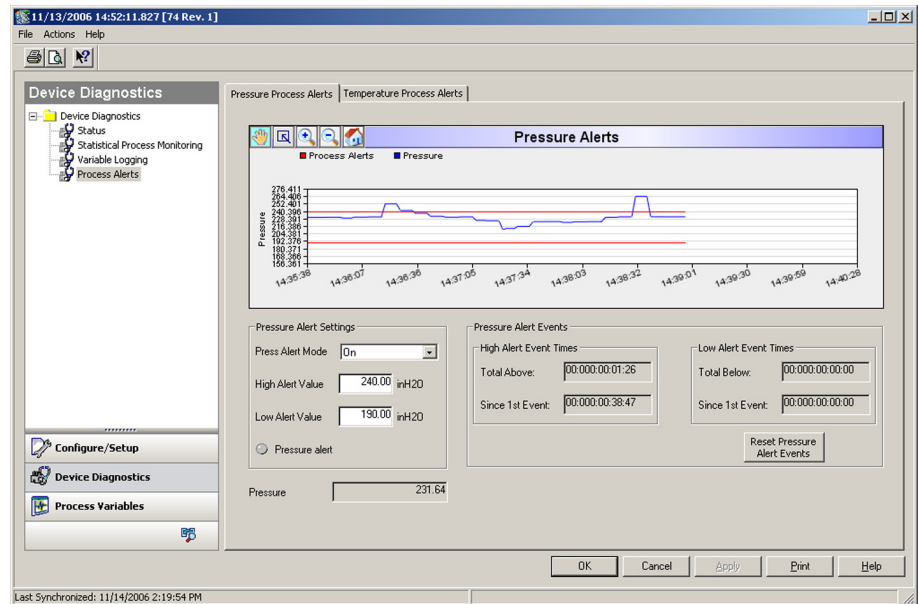 11/13/2006 14:52:11.827 [74 Rev. 1]
File Actions Help
Device Diagnostics
Device Diagnostics
Status
Statistical Process Monitoring
Variable Logging
Process Alerts
Configure/Setup
Device Diagnostics
Process Variables
Pressure Process Alerts Temperature Process Alerts
Pressure Alerts
Process Alerts Pressure
Pressure
276.411
264.406
252.401
240.396
228.391
216.386
204.381
192.376
180.371
168.366
156.361
14:35:38 14:36:07 14:36:36 14:37:05 14:37:34 14:38:03 14:38:32 14:39:01 14:39:30 14:39:59 14:40:28
Pressure Alert Settings
Press Alert Mode On
High Alert Value 240.00 inH2O
Low Alert Value 190.00 inH2O
Pressure alert
Pressure 231.64
Pressure Alert Events
High Alert Event Times
Total Above: 00:000:00:01:26
Since 1st Event: 00:000:00:38:47
Low Alert Event Times
Total Below: 00:000:00:00:00
Since 1st Event: 00:000:00:00:00
Reset Pressure
Alert Events
OK Cancel Apply Print Help
Last Synchronized: 11/14/2006 2:19:54 PM